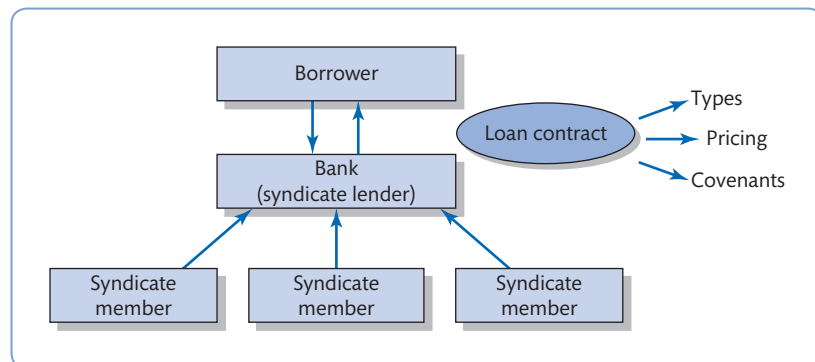 Borrower
Loan contract
Types
Pricing
Covenants
Bank
(syndicate lender)
Syndicate
member
Syndicate
member
Syndicate
member